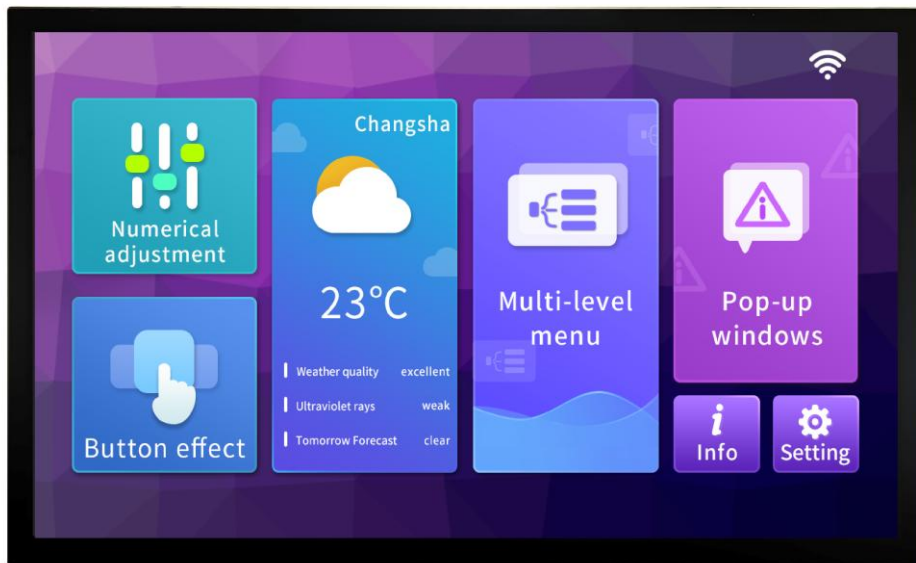 Numerical
adjustment
Button effect
Changsha
23°C
Weather quality excellent
Ultraviolet rays weak
Tomorrow Forecast clear
Multi-level
menu
Pop-up
windows
i
Info
Setting